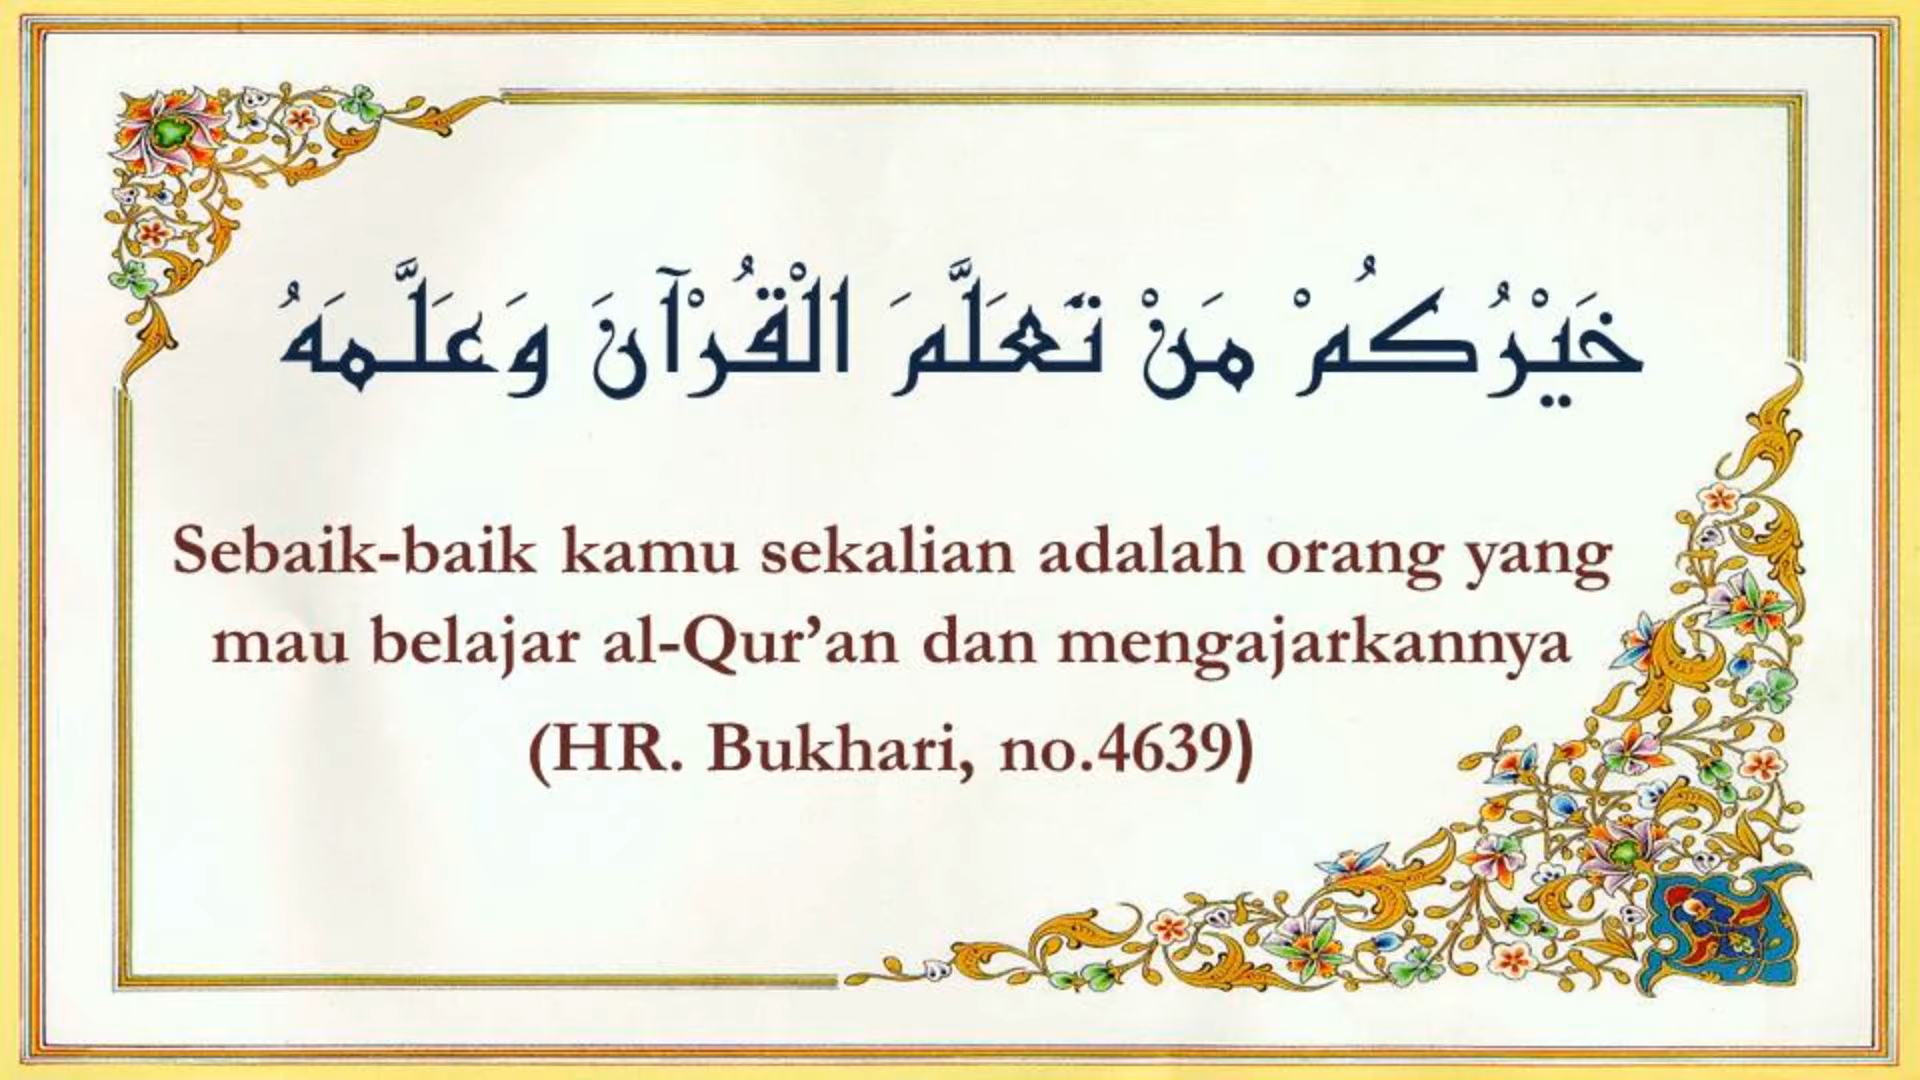 خَيْرُكُمْ مَنْ تَعَلَّمَ الْقُرْآنَ وَعَلَّمَهُ
Sebaik-baik kamu sekalian adalah orang yang
mau belajar al-Qur’an dan mengajarkannya
(HR. Bukhari, no.4639)